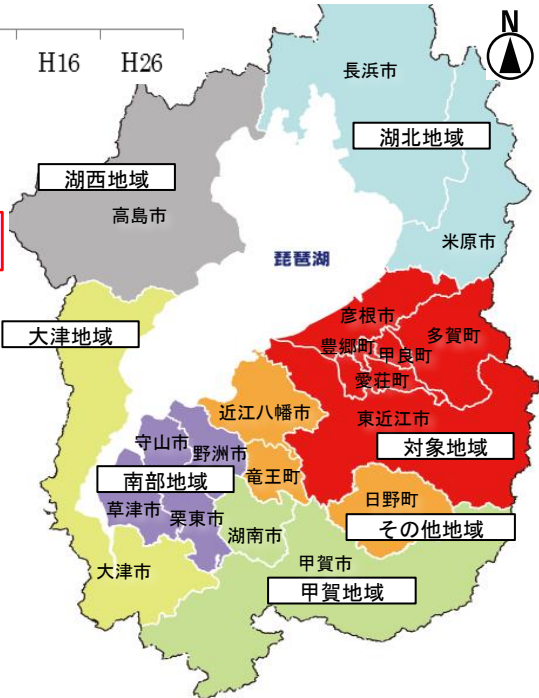 H16 H26
N
長浜市
湖北地域
湖西地域
高島市
米原市
琵琶湖
彦根市
多賀町
大津地域
豊郷町
甲良町
愛荘町
近江八幡市
東近江市
守山市
野洲市
対象地域
竜王町
南部地域
日野町
草津市
栗東市
湖南市
その他地域
甲賀市
大津市
甲賀地域